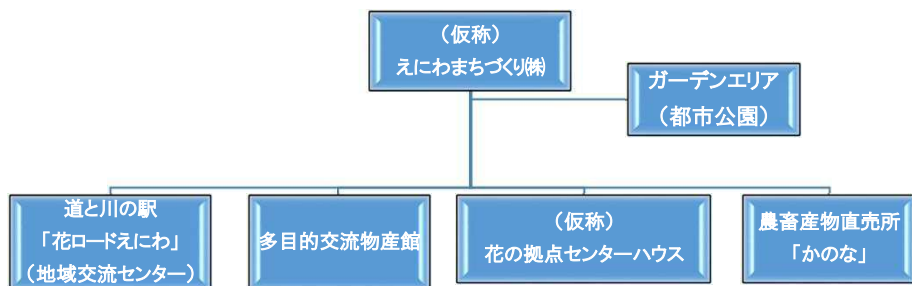 （仮称）
えにわまちづくり㈱
ガーデンエリア
（都市公園）
道と川の駅
「花ロードえにわ」
（地域交流センター）
多目的交流物産館
（仮称）
花の拠点センターハウス
農畜産物直売所
「かのな」